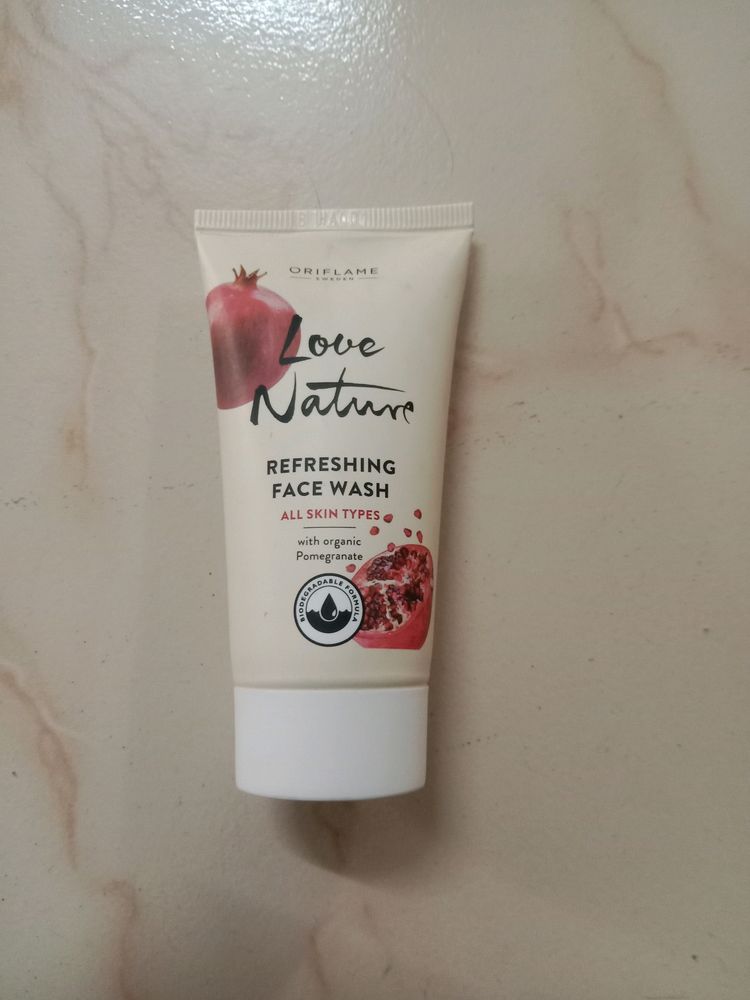 ORIFLAME
SWEDEN
Love
Nature
REFRESHING
FACE WASH
ALL SKIN TYPES
with organic
Pomegranate
BIODEGRADABLE FORMULA